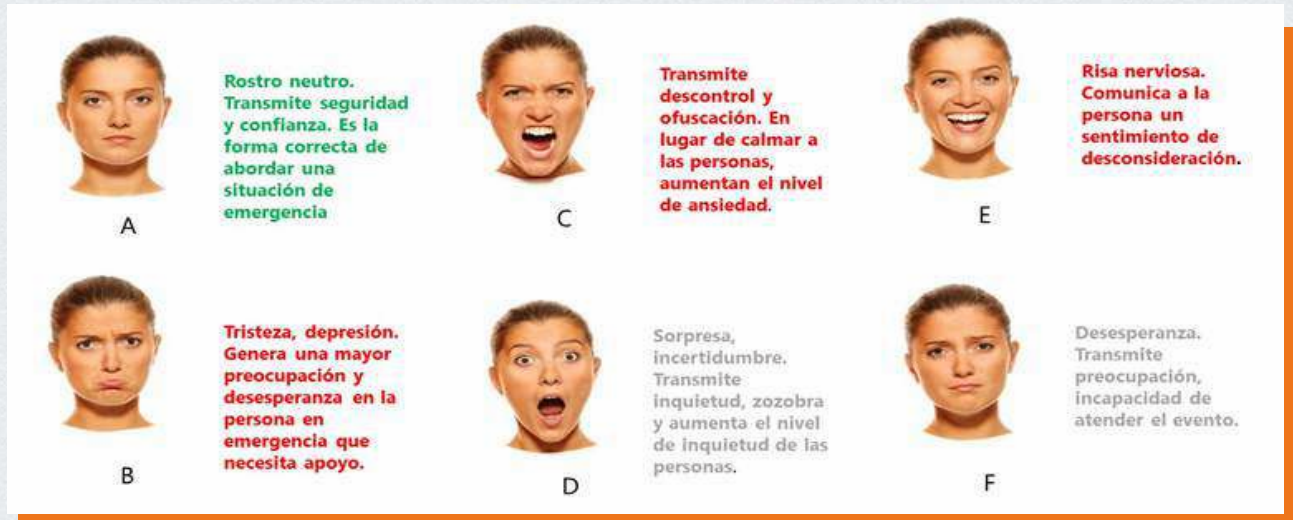 Rostro neutro.
Transmite seguridad
y confianza. Es la
forma correcta de
abordar una
situación de
emergencia
A
Transmite
descontrol y
ofuscación. En
lugar de calmar a
las personas,
aumentan el nivel
de ansiedad.
C
Risa nerviosa.
Comunica a la
persona un
sentimiento de
desconsideración.
E
Tristeza, depresión.
Genera una mayor
preocupación y
desesperanza en la
persona en
emergencia que
necesita apoyo.
B
Sorpresa,
incertidumbre.
Transmite
inquietud, zozobra
y aumenta el nivel
de inquietud de las
personas.
D
Desesperanza.
Transmite
preocupación,
incapacidad de
atender el evento.
F